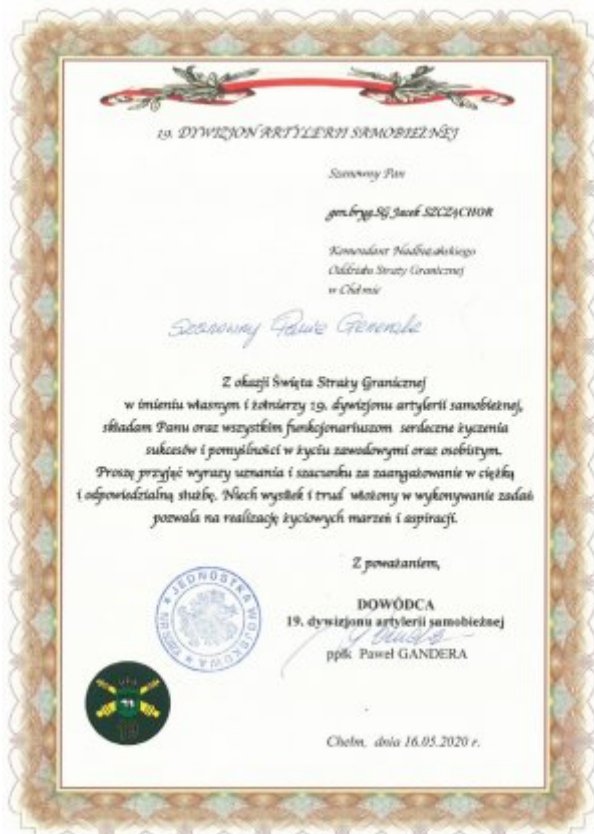 19. DYWIZJON ARTYLERII SAMOBIEŻNEJ
Szanowny Pan
gen.bryg.SG Jacek SZCZĄCHOR
Komendant Nadbużańskiego
Oddziału Straży Granicznej
w Chełmie
Szanowny Panie Generale
Z okazji Święta Straży Granicznej
w imieniu własnym i żołnierzy 19. dywizjonu artylerii samobieżnej,
składam Panu oraz wszystkim funkcjonariuszom serdeczne życzenia
sukcesów i pomyślności w życiu zawodowymi oraz osobistym.
Proszę przyjąć wyrazy uznania i szacunku za zaangażowanie w ciężką
i odpowiedzialną służbę. Niech wysiłek i trud włożony w wykonywanie zadań
pozwala na realizację życiowych marzeń i aspiracji.
Z poważaniem,
DOWÓDCA
19. dywizjonu artylerii samobieżnej
ppłk Paweł GANDERA
JEDNOSTKA WOJSKOWA
19
Chełm, dnia 16.05.2020 r.